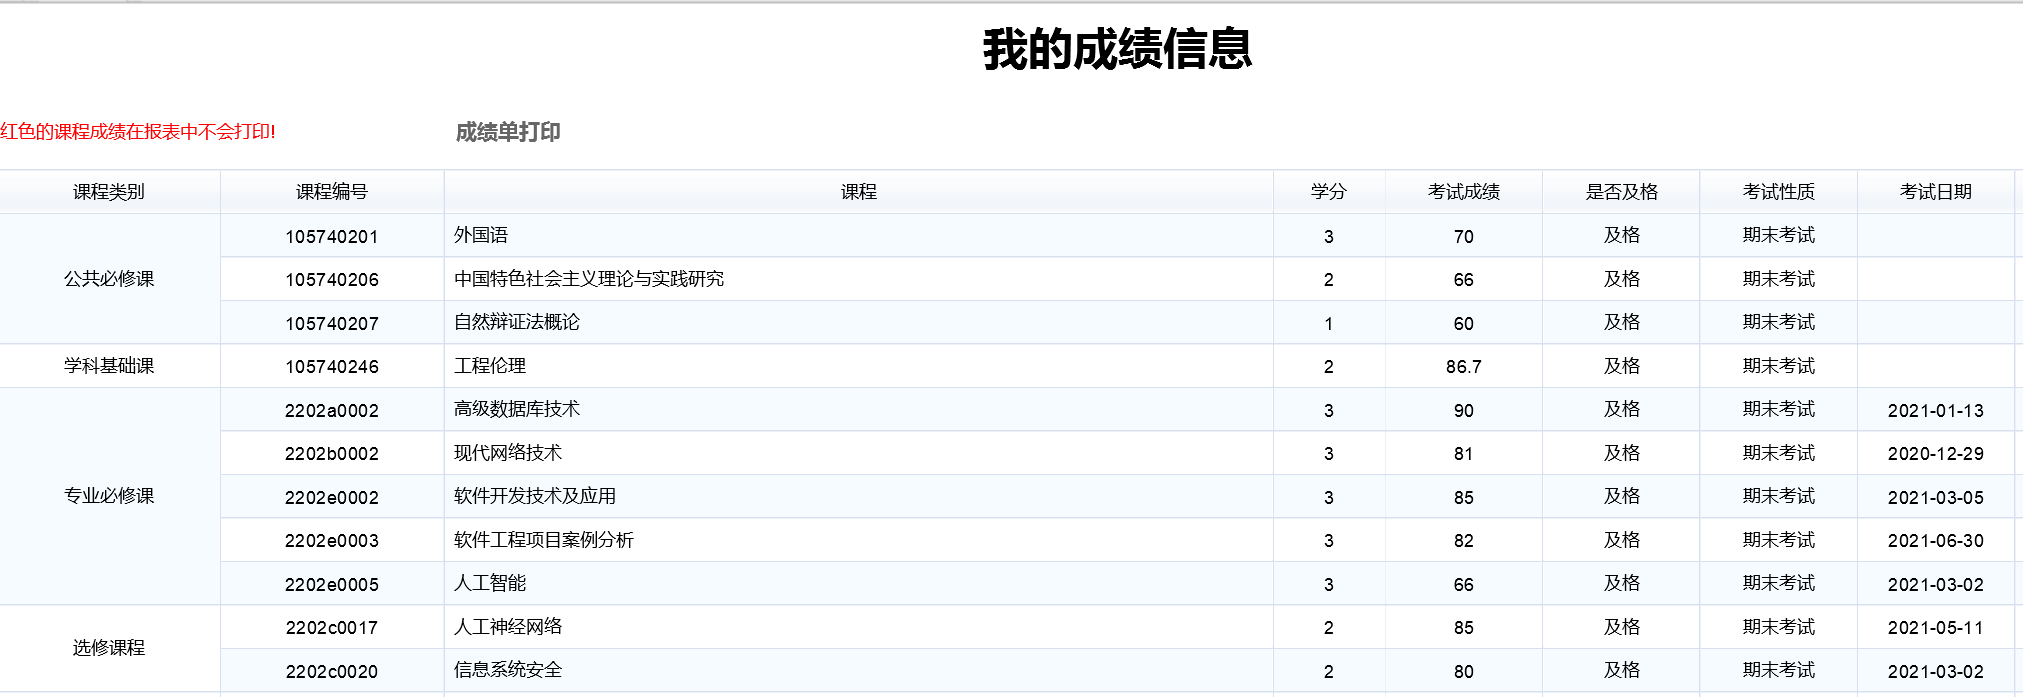 我的成绩信息
红色的课程成绩在报表中不会打印! 成绩单打印
课程类别 课程编号 课程 学分 考试成绩 是否及格 考试性质 考试日期
公共必修课 105740201 外国语 3 70 及格 期末考试
105740206 中国特色社会主义理论与实践研究 2 66 及格 期末考试
105740207 自然辩证法概论 1 60 及格 期末考试
学科基础课 105740246 工程伦理 2 86.7 及格 期末考试
专业必修课 2202a0002 高级数据库技术 3 90 及格 期末考试 2021-01-13
2202b0002 现代网络技术 3 81 及格 期末考试 2020-12-29
2202e0002 软件开发技术及应用 3 85 及格 期末考试 2021-03-05
2202e0003 软件工程项目案例分析 3 82 及格 期末考试 2021-06-30
2202e0005 人工智能 3 66 及格 期末考试 2021-03-02
选修课程 2202c0017 人工神经网络 2 85 及格 期末考试 2021-05-11
2202c0020 信息系统安全 2 80 及格 期末考试 2021-03-02